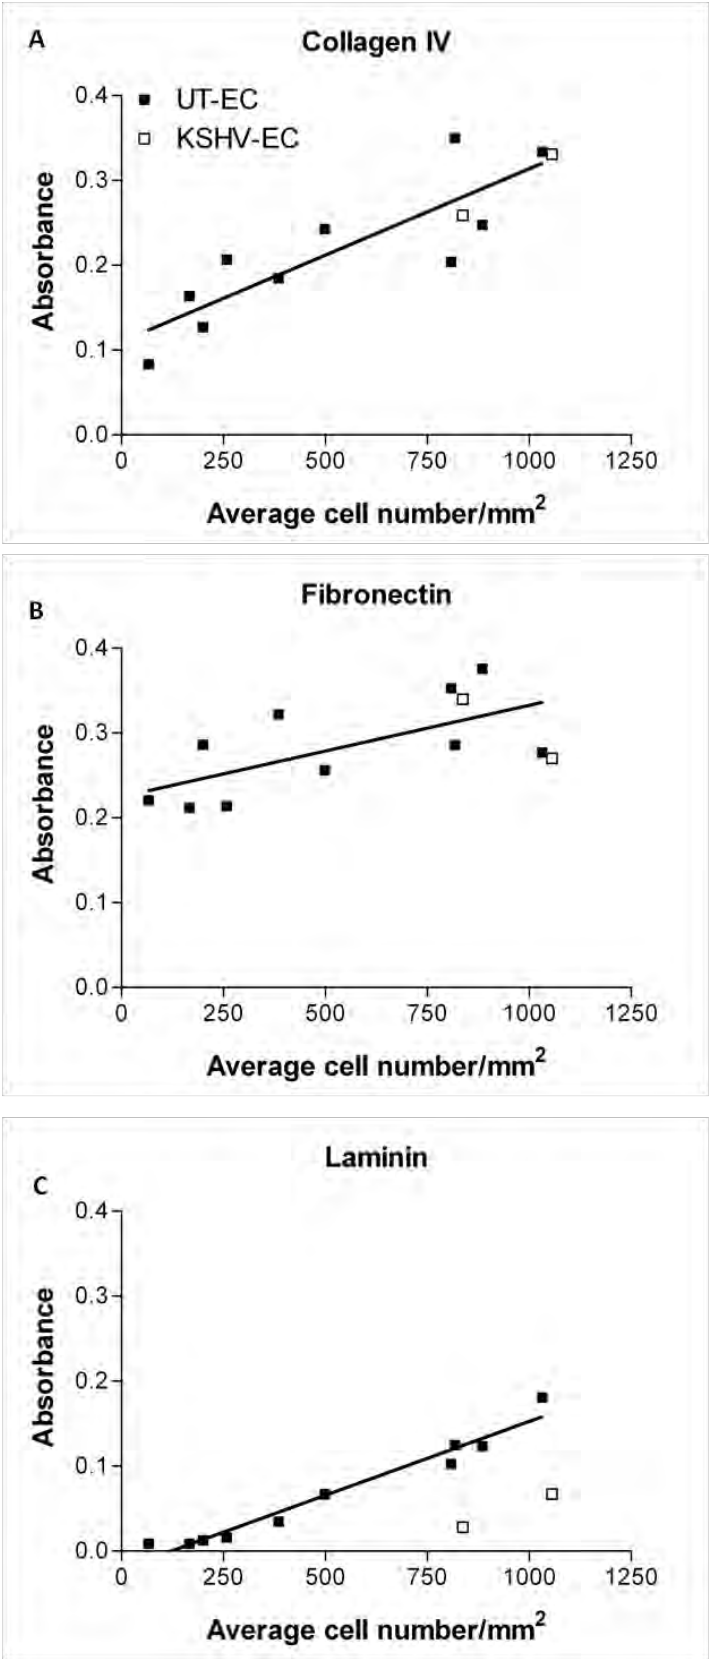 A
Collagen IV
0.4
UT-EC
KSHV-EC
0.3
0.2
0.1
0.0
Absorbance
0 250 500 750 1000 1250
Average cell number/mm²
B
Fibronectin
0.4
0.3
0.2
0.1
0.0
Absorbance
0 250 500 750 1000 1250
Average cell number/mm²
C
Laminin
0.4
0.3
0.2
0.1
0.0
Absorbance
0 250 500 750 1000 1250
Average cell number/mm²